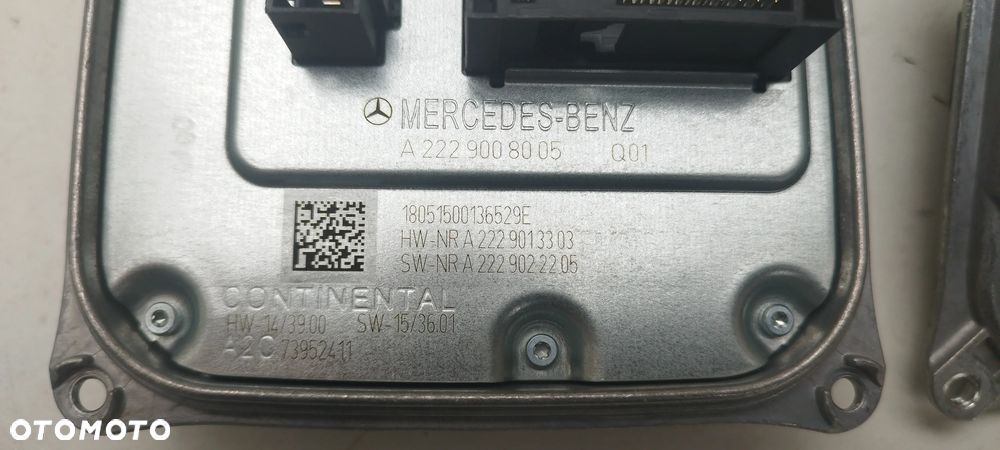 MERCEDES-BENZ
A 222 900 80 05 Q01
18051500136529E
HW-NR A 222 901 33 03
SW-NR A 222 902 22 05
CONTINENTAL
HW-14/39.00 SW-15/36.01
A2C 73952411
OTOMOTO